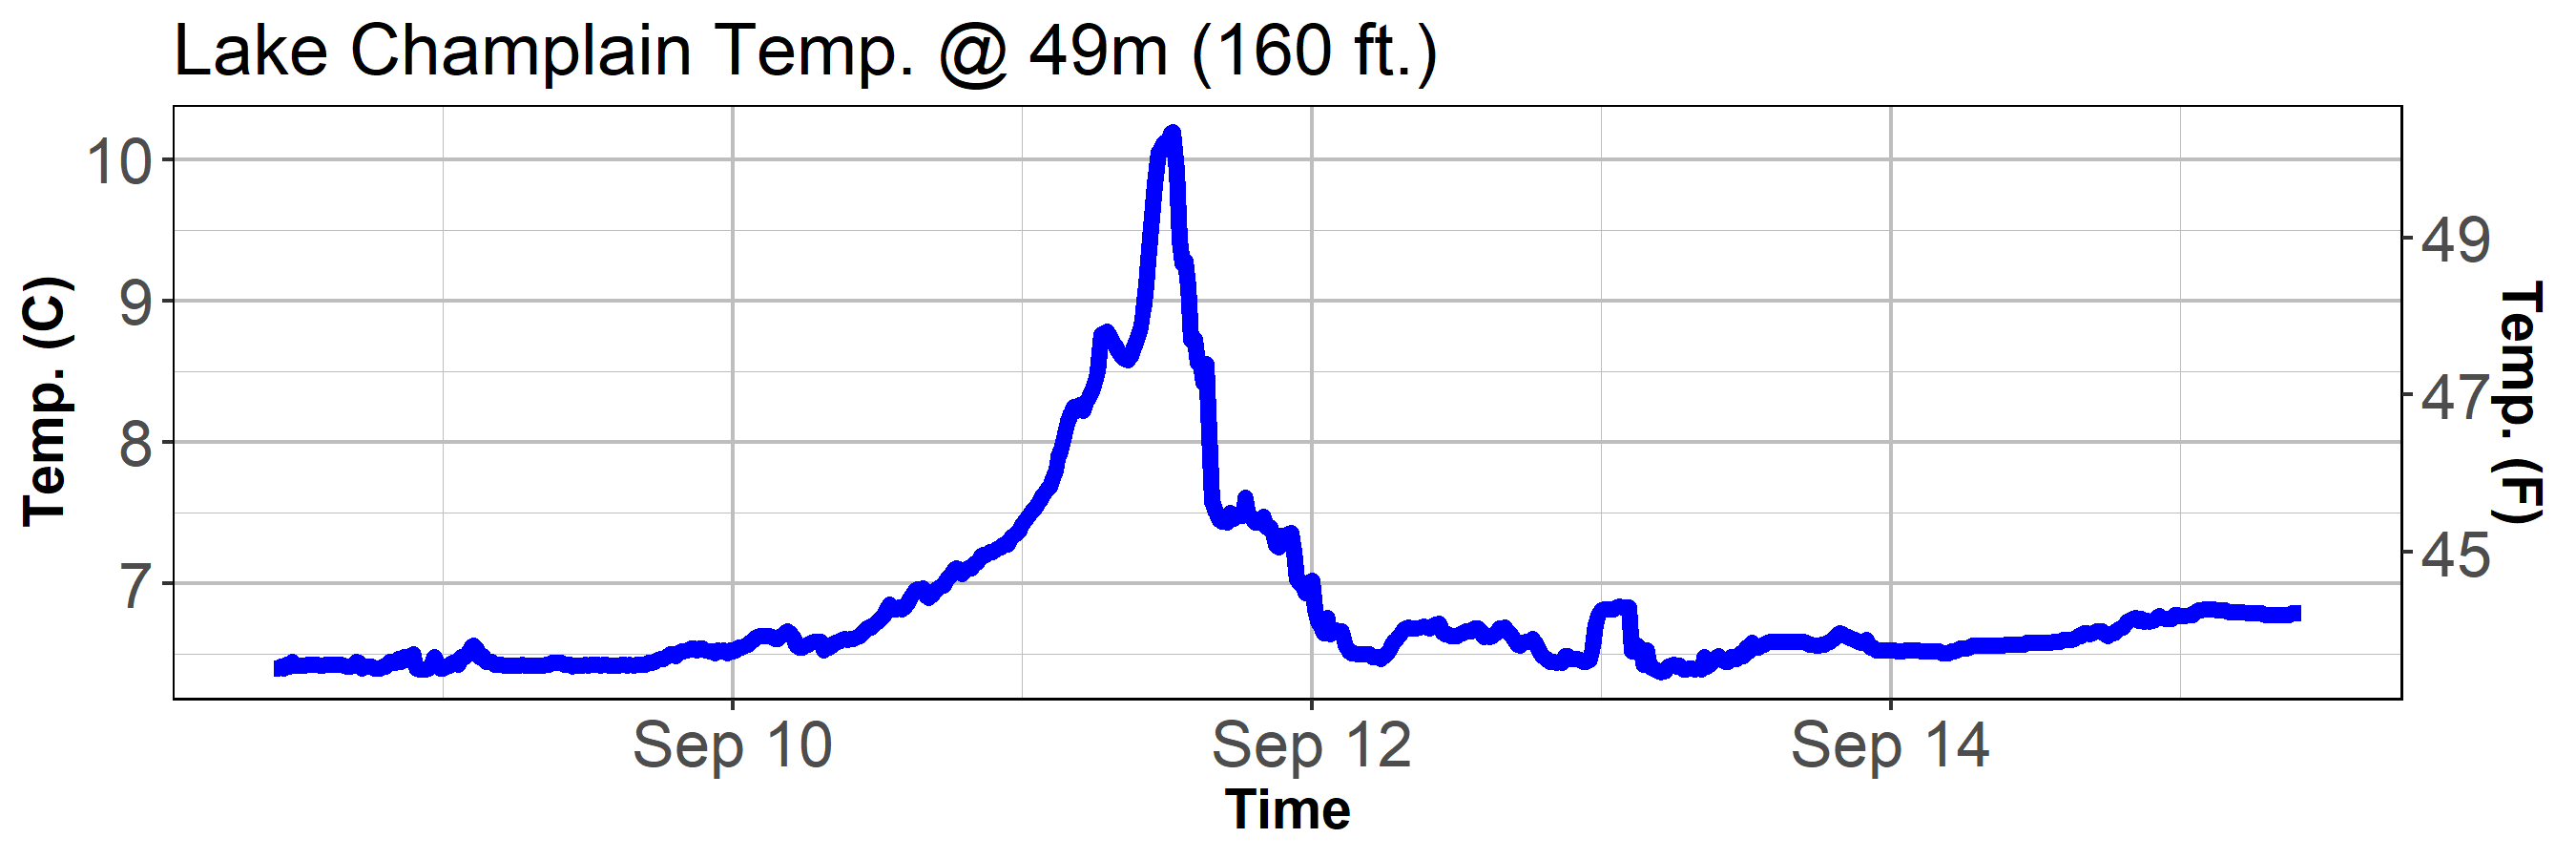 Lake Champlain Temp. @ 49m (160 ft.)
Temp. (C)
10
9
8
7
49
47
45
Temp. (F)
Sep 10
Sep 12
Sep 14
Time